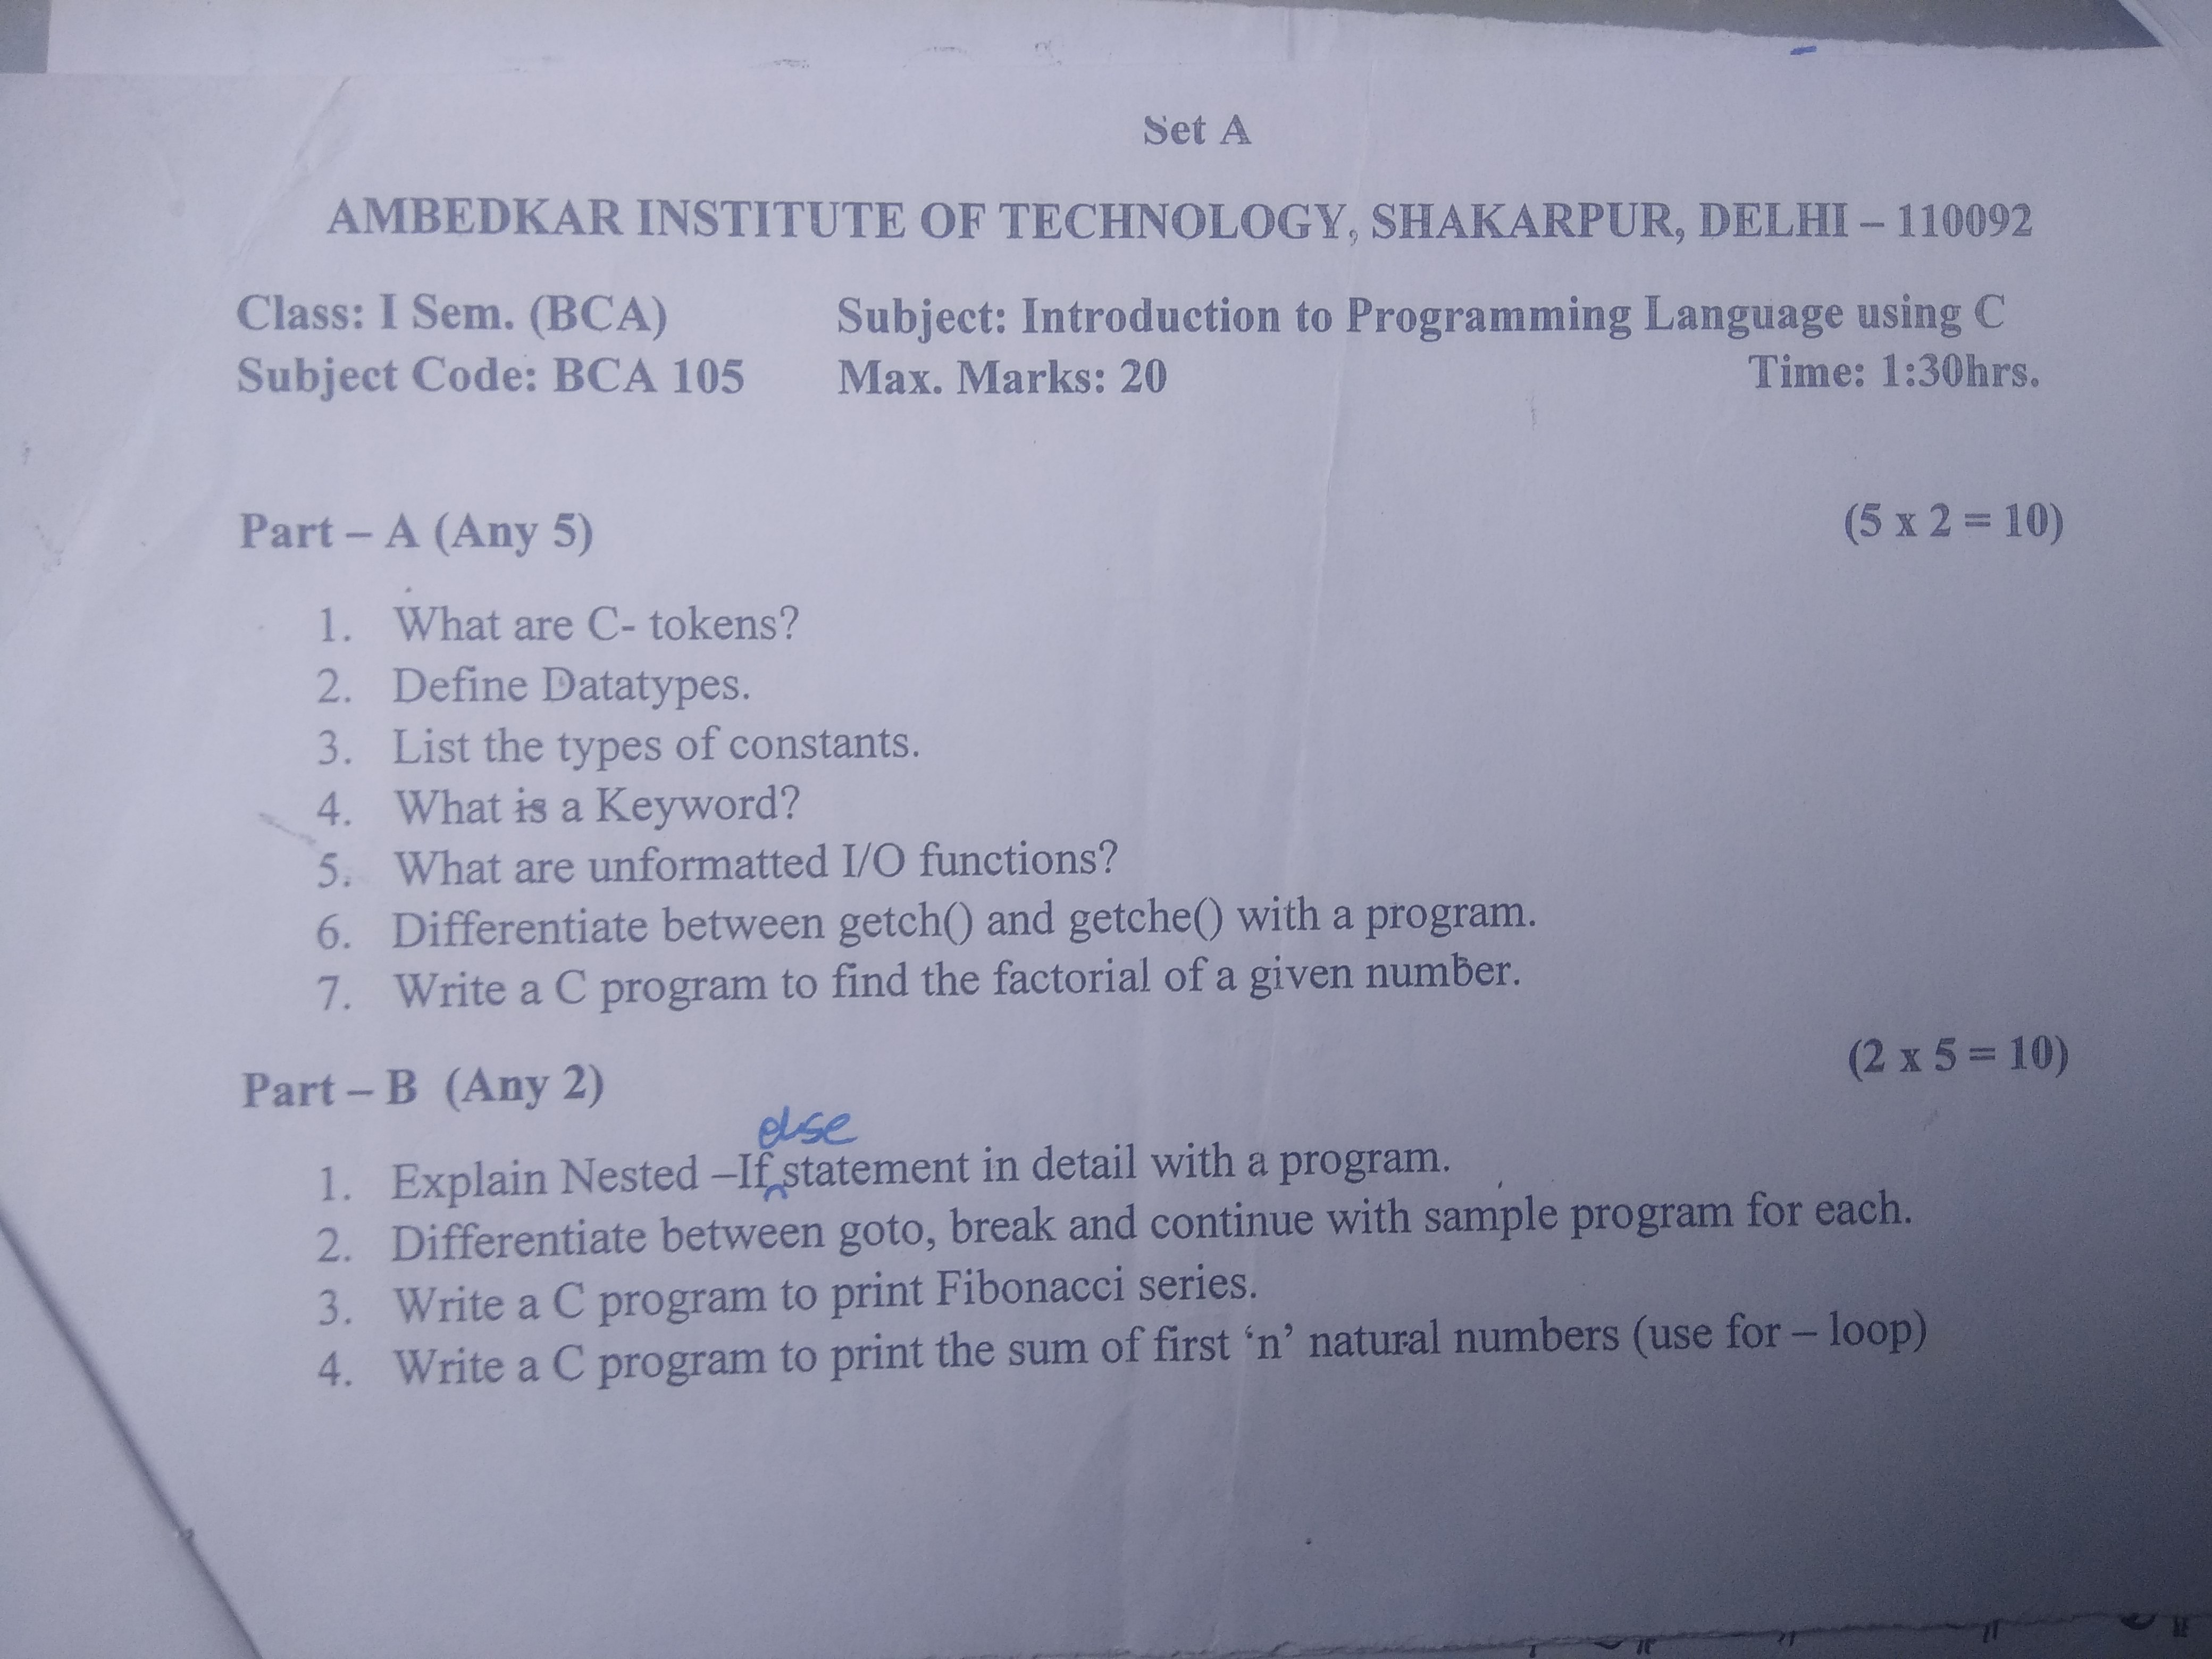 Set A
AMBEDKAR INSTITUTE OF TECHNOLOGY, SHAKARPUR, DELHI – 110092
Class: I Sem. (BCA) Subject: Introduction to Programming Language using C
Subject Code: BCA 105 Max. Marks: 20 Time: 1:30hrs.
Part – A (Any 5) (5 x 2 = 10)
1. What are C- tokens?
2. Define Datatypes.
3. List the types of constants.
4. What is a Keyword?
5. What are unformatted I/O functions?
6. Differentiate between getch() and getche() with a program.
7. Write a C program to find the factorial of a given number.
Part – B (Any 2) (2 x 5 = 10)
else
1. Explain Nested –If statement in detail with a program.
2. Differentiate between goto, break and continue with sample program for each.
3. Write a C program to print Fibonacci series.
4. Write a C program to print the sum of first ‘n’ natural numbers (use for – loop)